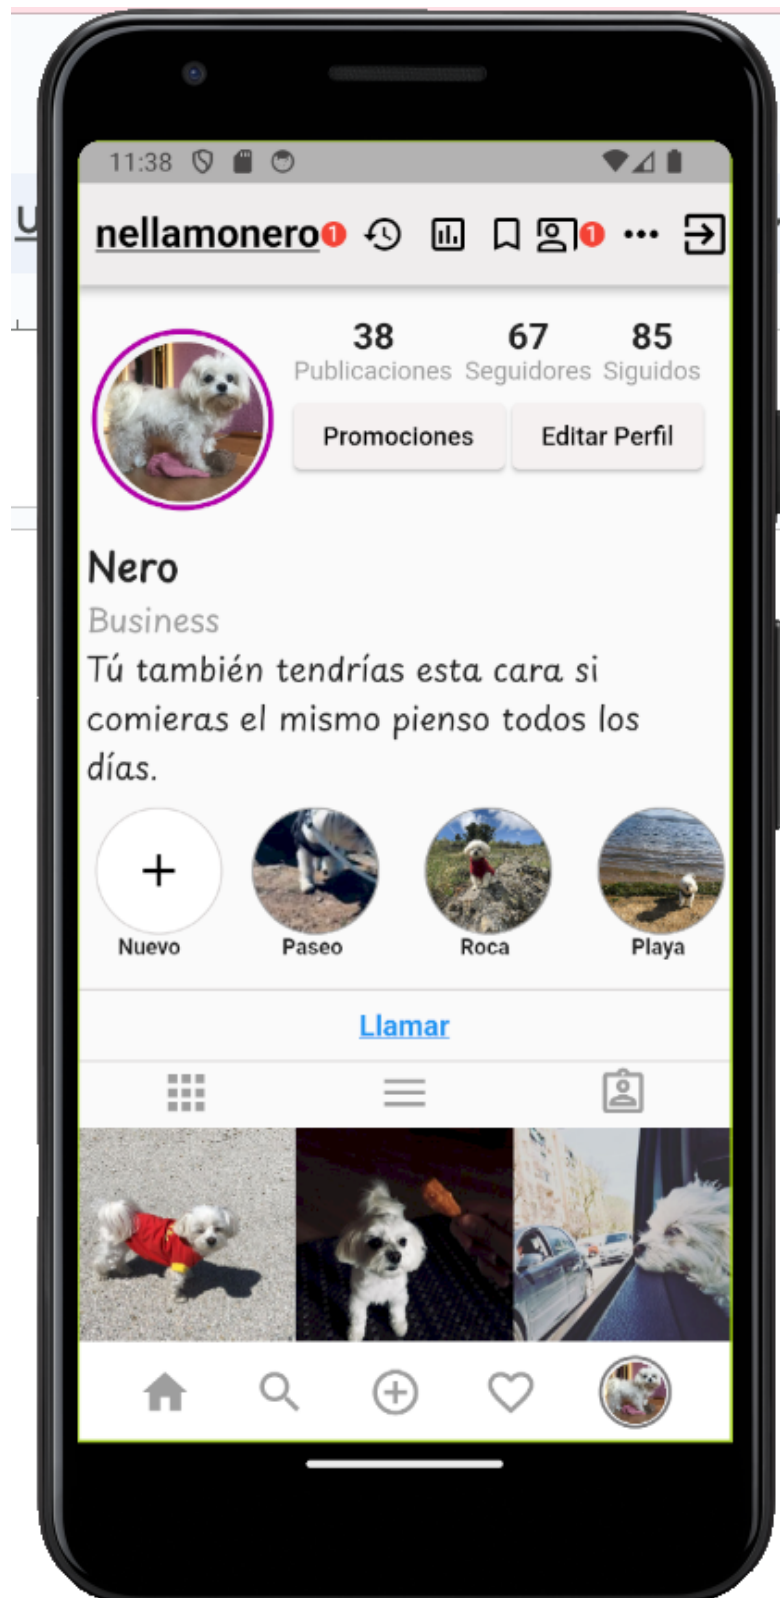 11:38
nellamonero 1 1
38 67 85
Publicaciones Seguidores Siguidos
Promociones Editar Perfil
Nero
Business
Tú también tendrías esta cara si
comieras el mismo pienso todos los
días.
Nuevo Paseo Roca Playa
Llamar